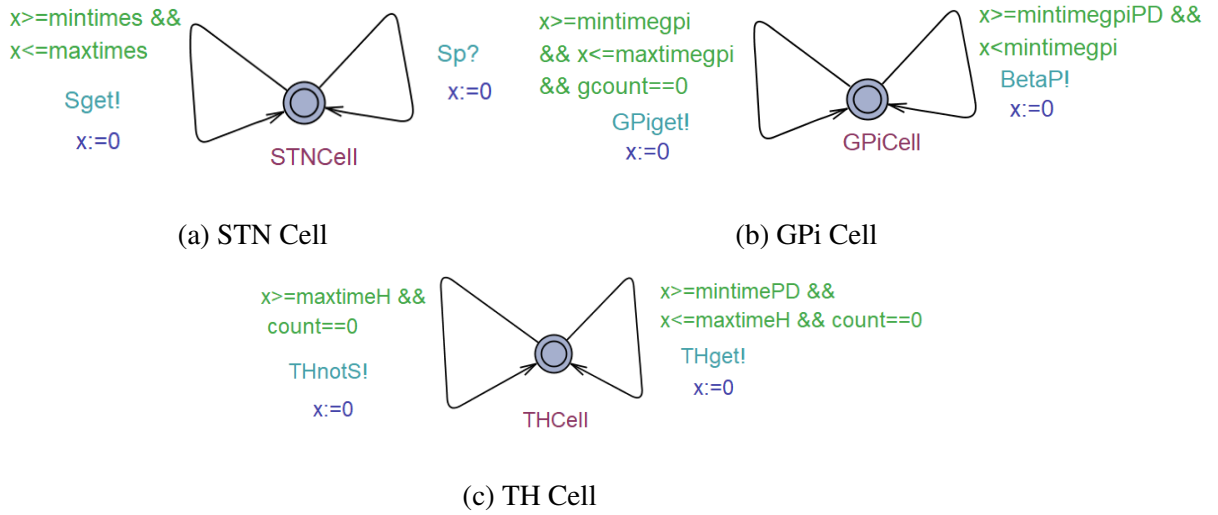 x>=mintimes &&
x<=maxtimes
Sget!
x:=0
Sp?
x:=0
STNCell
x>=mintimegpi
&& x<=maxtimegpi
&& gcount==0
GPiget!
x:=0
x>=mintimegpiPD &&
x<mintimegpi
BetaP!
x:=0
GPiCell
(a) STN Cell
(b) GPi Cell
x>=maxtimeH &&
count==0
THnotS!
x:=0
x>=mintimePD &&
x<=maxtimeH && count==0
THget!
x:=0
THCell
(c) TH Cell